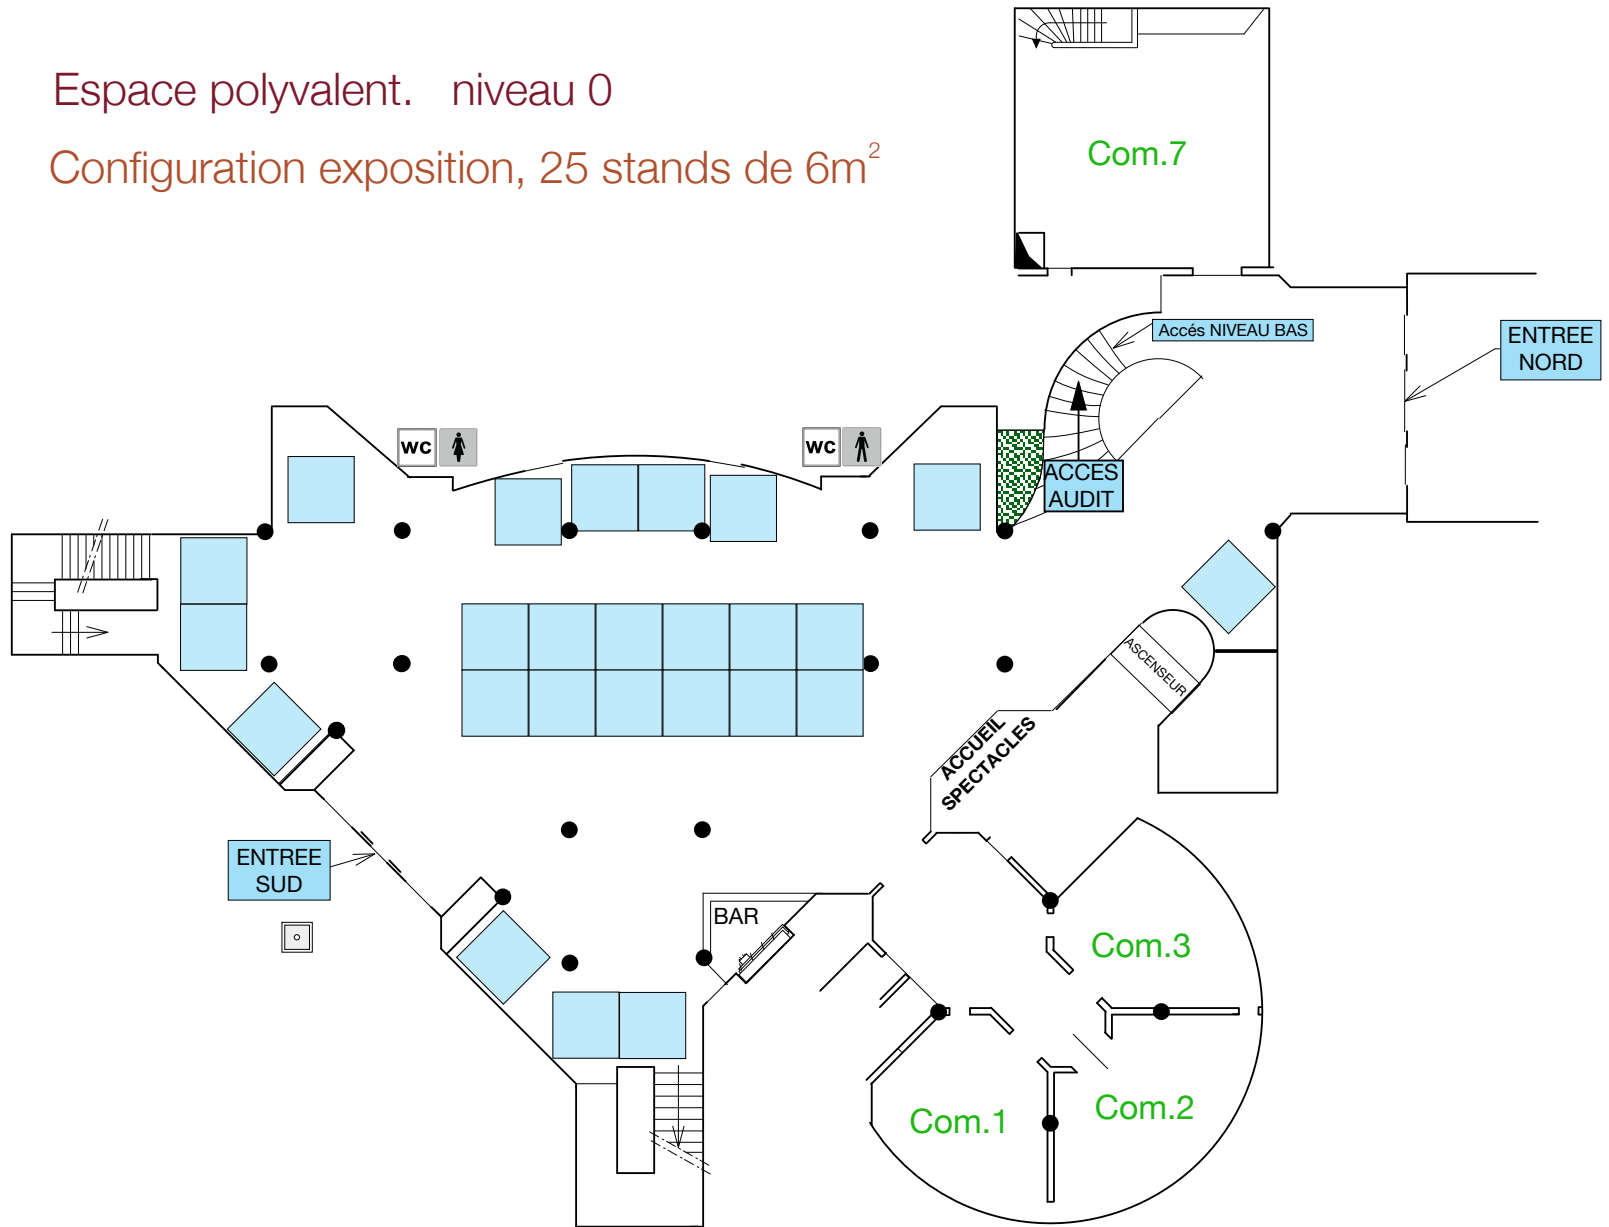 Espace polyvalent. niveau 0
Configuration exposition, 25 stands de 6m²
Com.7
Accés NIVEAU BAS
ENTREE
NORD
WC
WC
ACCES
AUDIT
ASCENSEUR
ACCUEIL
SPECTACLES
ENTREE
SUD
BAR
Com.3
Com.2
Com.1